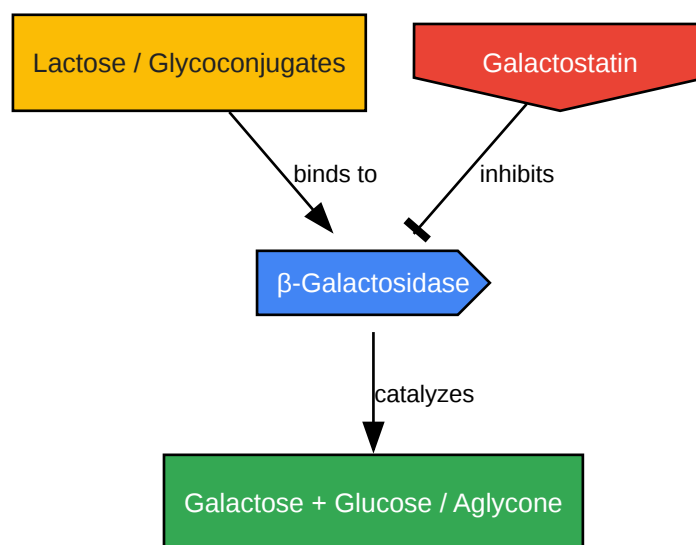 Lactose / Glycoconjugates
Galactostatin
binds to
inhibits
β-Galactosidase
catalyzes
Galactose + Glucose / Aglycone